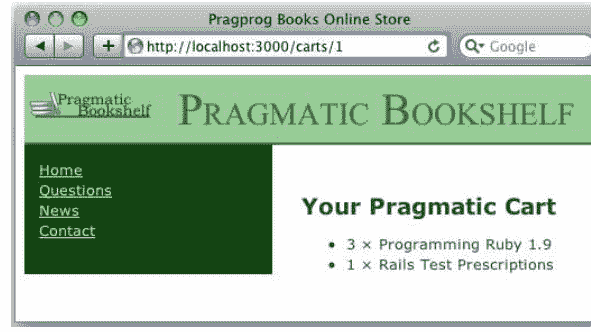 Pragprog Books Online Store
http://localhost:3000/carts/1
Google
Pragmatic
Bookshelf
PRAGMATIC BOOKSHELF
Home
Questions
News
Contact
Your Pragmatic Cart
• 3 × Programming Ruby 1.9
• 1 × Rails Test Prescriptions